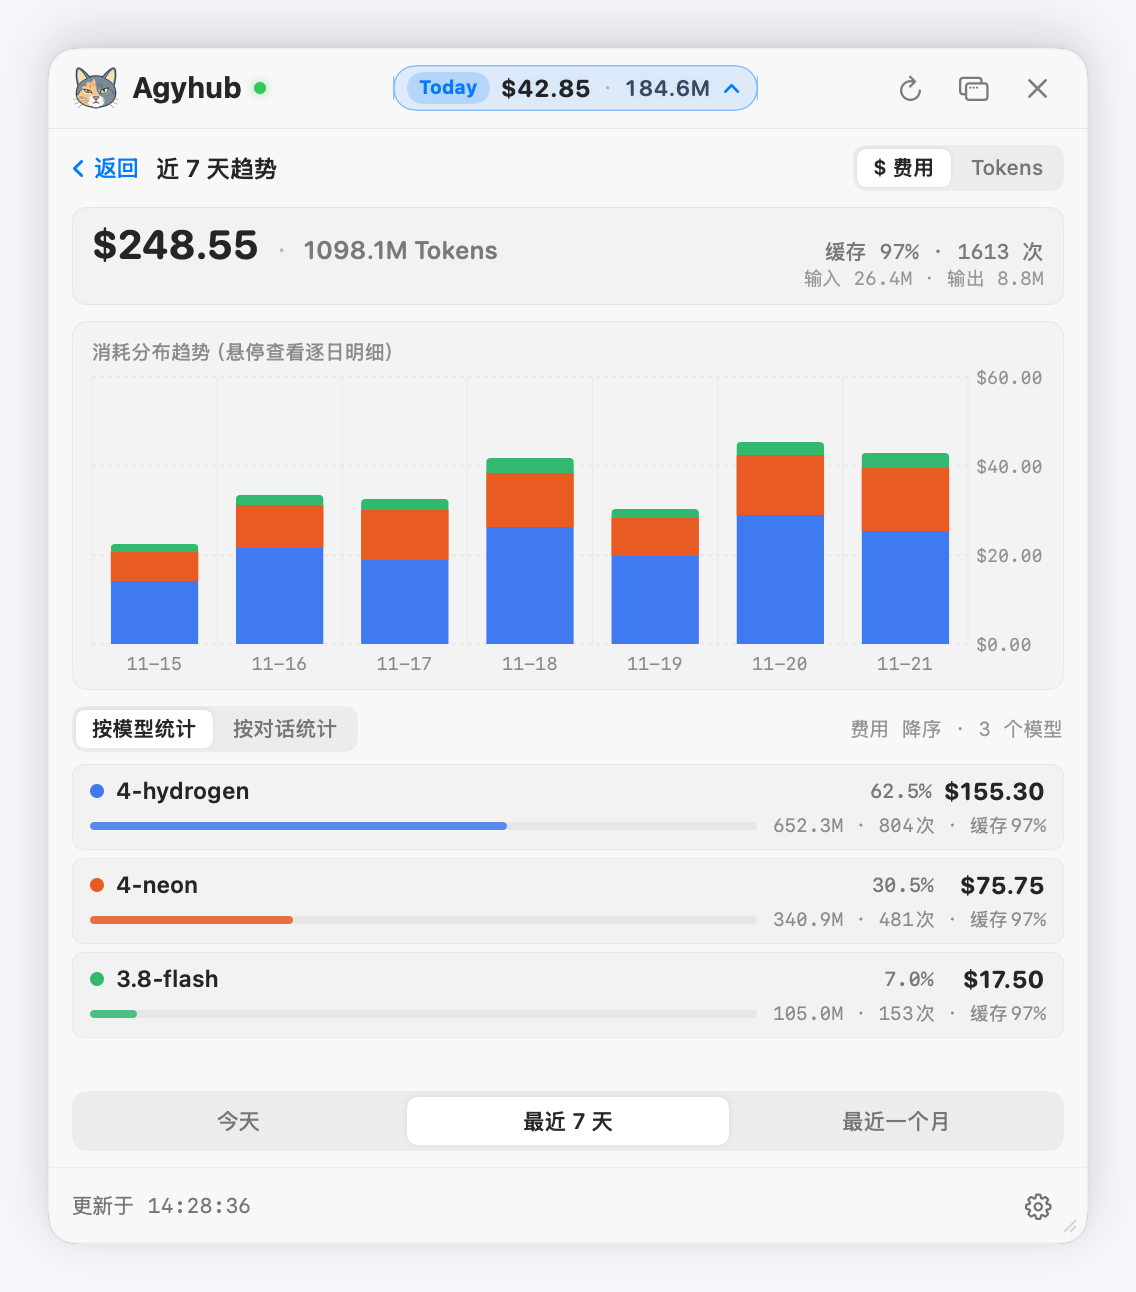 Agyhub
Today $42.85 · 184.6M
返回 近 7 天趋势
$ 费用 Tokens
$248.55 · 1098.1M Tokens
缓存 97% · 1613 次
输入 26.4M · 输出 8.8M
消耗分布趋势 (悬停查看逐日明细)
$60.00
$40.00
$20.00
$0.00
11-15 11-16 11-17 11-18 11-19 11-20 11-21
按模型统计 按对话统计
费用 降序 · 3 个模型
4-hydrogen 62.5% $155.30
652.3M · 804次 · 缓存97%
4-neon 30.5% $75.75
340.9M · 481次 · 缓存97%
3.8-flash 7.0% $17.50
105.0M · 153次 · 缓存97%
今天 最近 7 天 最近一个月
更新于 14:28:36